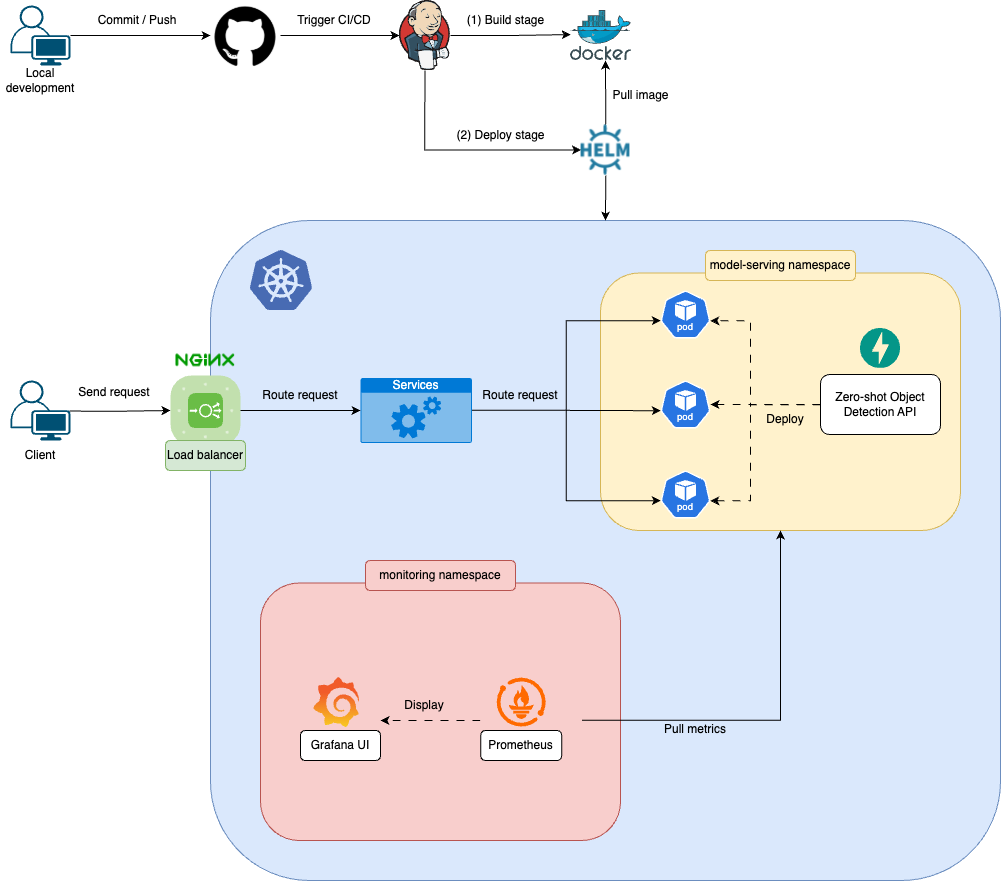 Commit / Push
Trigger CI/CD
(1) Build stage
docker
Local
development
Pull image
(2) Deploy stage
HELM
model-serving namespace
pod
NGINX
Send request
Route request
Services
Route request
pod
Deploy
Zero-shot Object
Detection API
Client
Load balancer
pod
monitoring namespace
Display
Pull metrics
Grafana UI
Prometheus